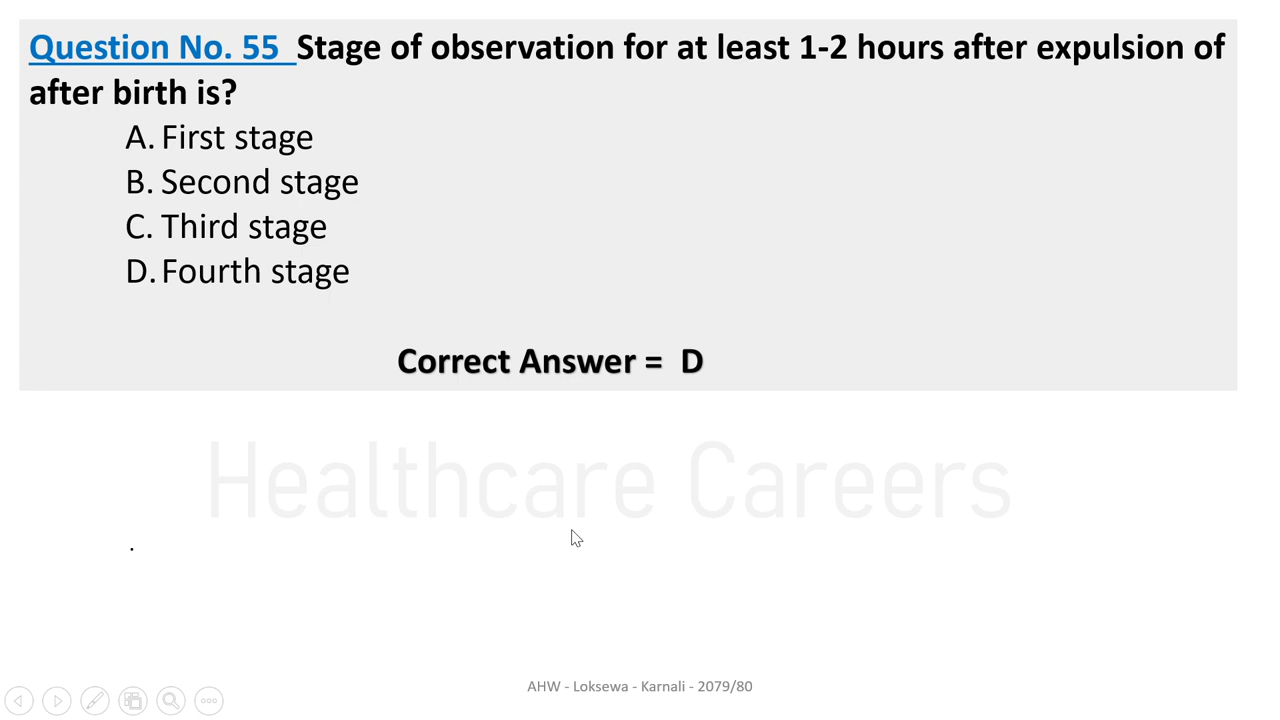 Question No. 55 Stage of observation for at least 1-2 hours after expulsion of
after birth is?
A. First stage
B. Second stage
C. Third stage
D. Fourth stage
Correct Answer = D
Healthcare Careers
.
AHW - Loksewa - Karnali - 2079/80